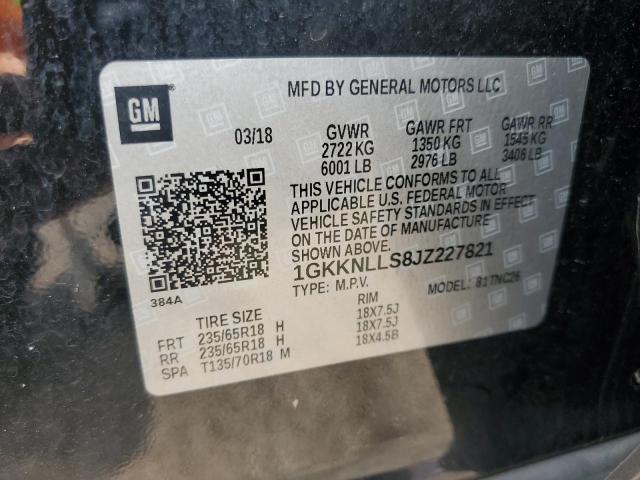 GM
MFD BY GENERAL MOTORS LLC
03/18 GVWR GAWR FRT GAWR RR
2722 KG 1350 KG 1545 KG
6001 LB 2976 LB 3406 LB
THIS VEHICLE CONFORMS TO ALL
APPLICABLE U.S. FEDERAL MOTOR
VEHICLE SAFETY STANDARDS IN EFFECT
ON THE DATE OF MANUFACTURE
SHOWN ABOVE.
1GKKNLLS8JZ227821
TYPE: M.P.V. MODEL: 81TNC26
384A
TIRE SIZE RIM
FRT 235/65R18 H 18X7.5J
RR 235/65R18 H 18X7.5J
SPA T135/70R18 M 18X4.5B